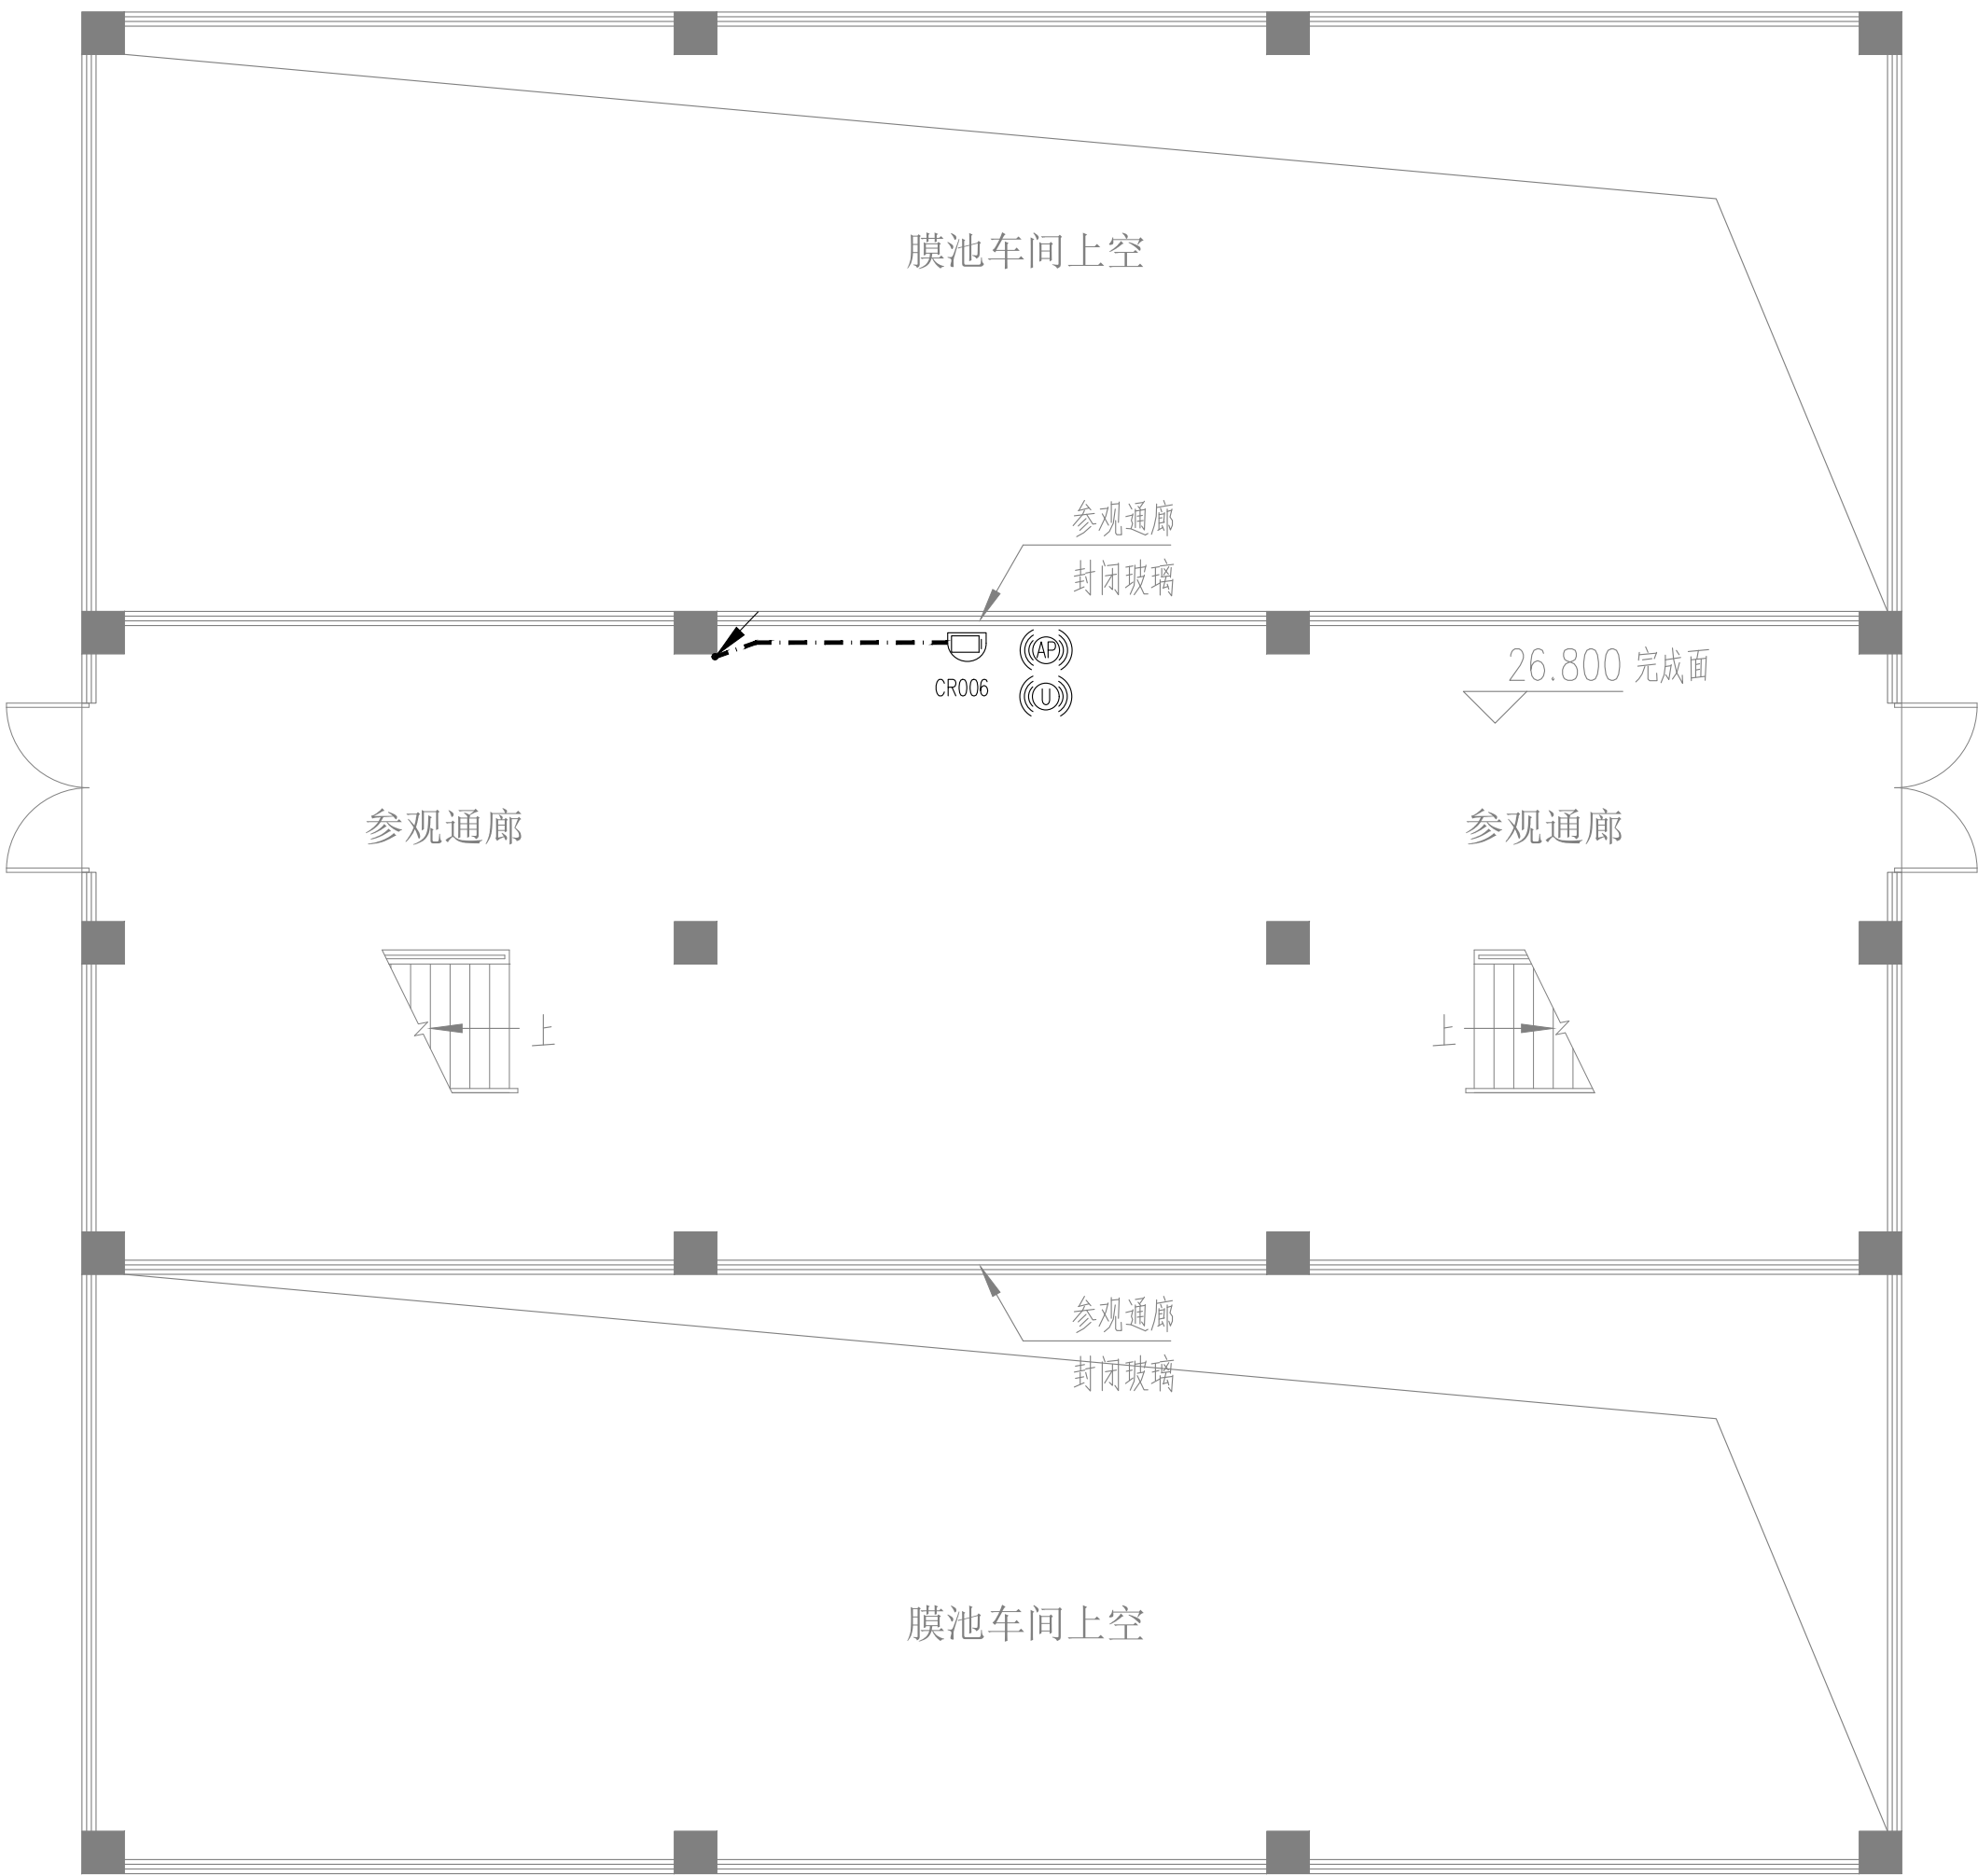 膜池车间上空
参观通廊
封闭玻璃
AP
CR006
U
26.800 完成面
参观通廊
参观通廊
上
上
参观通廊
封闭玻璃
膜池车间上空